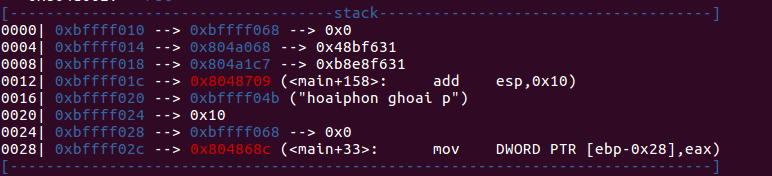 [------------------------------------stack-------------------------------------]
0000| 0xbffff010 --> 0xbffff068 --> 0x0
0004| 0xbffff014 --> 0x804a068 --> 0x48bf631
0008| 0xbffff018 --> 0x804a1c7 --> 0xb8e8f631
0012| 0xbffff01c --> 0x8048709 (<main+158>: add esp,0x10)
0016| 0xbffff020 --> 0xbffff04b ("hoaiphon ghoai p")
0020| 0xbffff024 --> 0x10
0024| 0xbffff028 --> 0xbffff068 --> 0x0
0028| 0xbffff02c --> 0x804868c (<main+33>: mov DWORD PTR [ebp-0x28],eax)
[------------------------------------------------------------------------------]